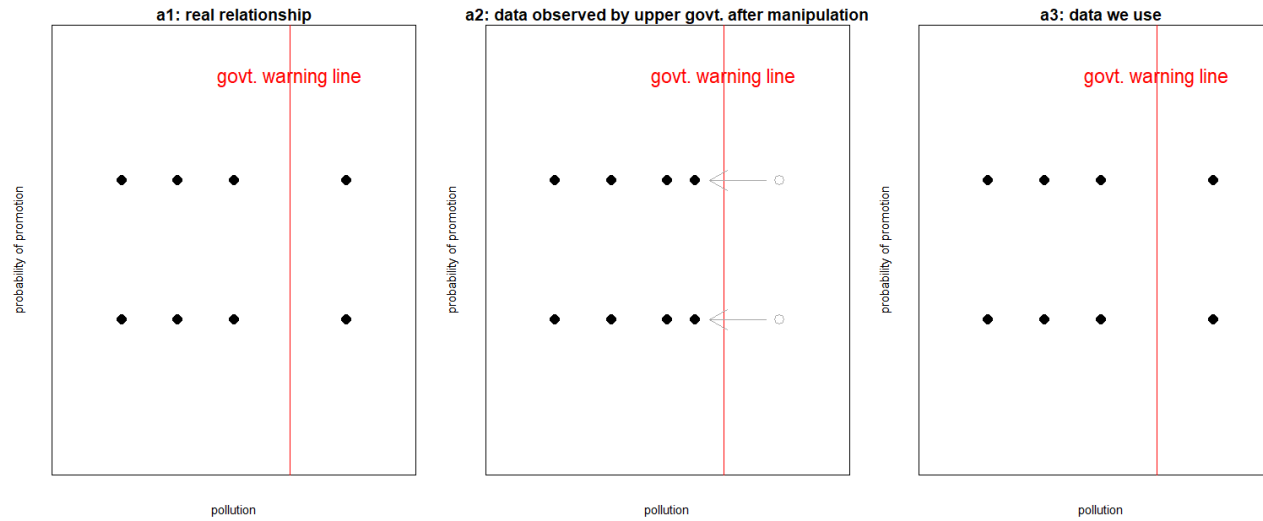 a1: real relationship
govt. warning line
probability of promotion
pollution
a2: data observed by upper govt. after manipulation
govt. warning line
probability of promotion
pollution
a3: data we use
govt. warning line
probability of promotion
pollution